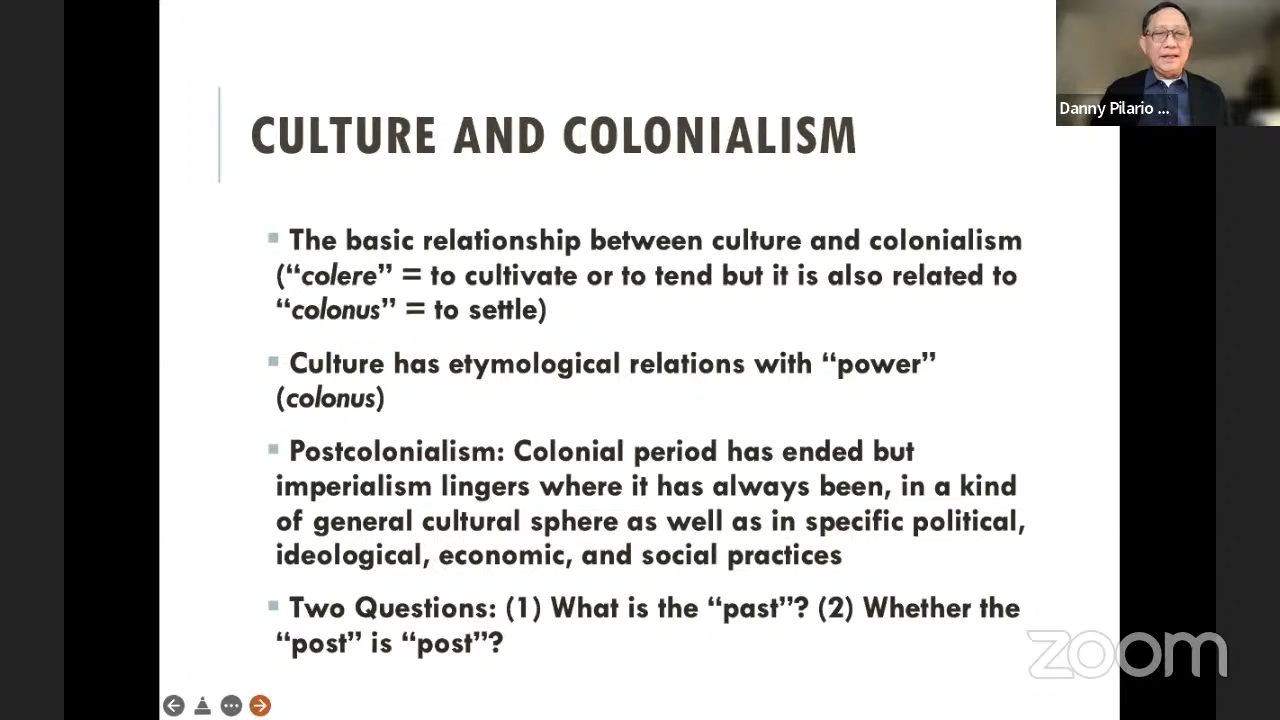 Danny Pilario ...
CULTURE AND COLONIALISM
The basic relationship between culture and colonialism
(“colere” = to cultivate or to tend but it is also related to
“colonus” = to settle)
Culture has etymological relations with “power”
(colonus)
Postcolonialism: Colonial period has ended but
imperialism lingers where it has always been, in a kind
of general cultural sphere as well as in specific political,
ideological, economic, and social practices
Two Questions: (1) What is the “past”? (2) Whether the
“post” is “post”?
zoom